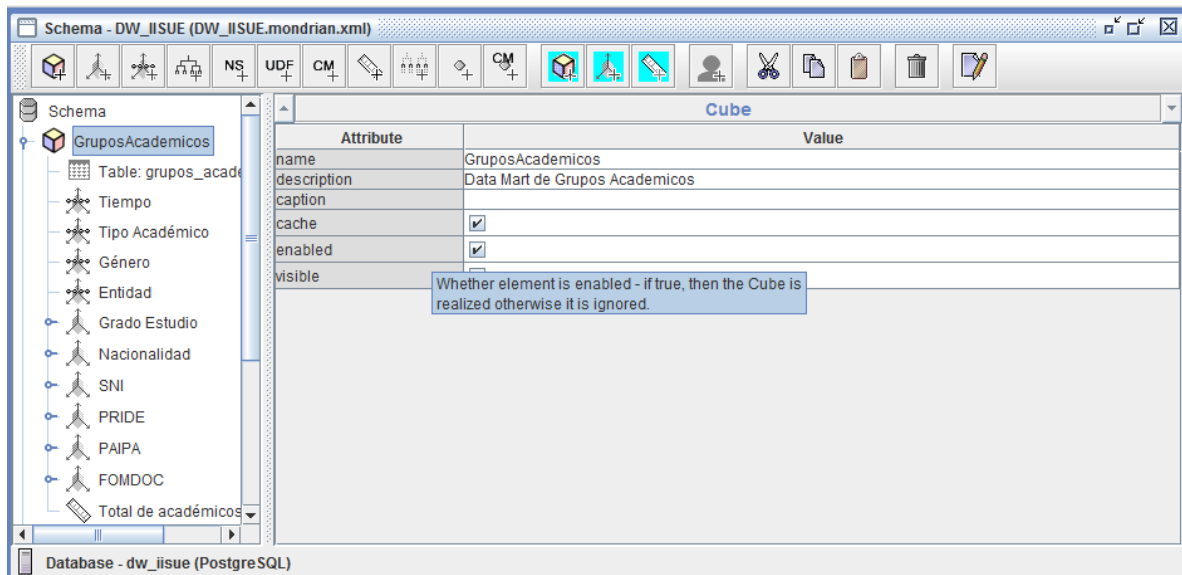 Schema - DW_IISUE (DW_IISUE.mondrian.xml)
NS UDF CM CM
Schema
GruposAcademicos
Table: grupos_acade
Tiempo
Tipo Académico
Género
Entidad
Grado Estudio
Nacionalidad
SNI
PRIDE
PAIPA
FOMDOC
Total de académicos
Cube
Attribute Value
name GruposAcademicos
description Data Mart de Grupos Academicos
caption
cache
enabled
visible
Whether element is enabled - if true, then the Cube is
realized otherwise it is ignored.
Database - dw_iisue (PostgreSQL)